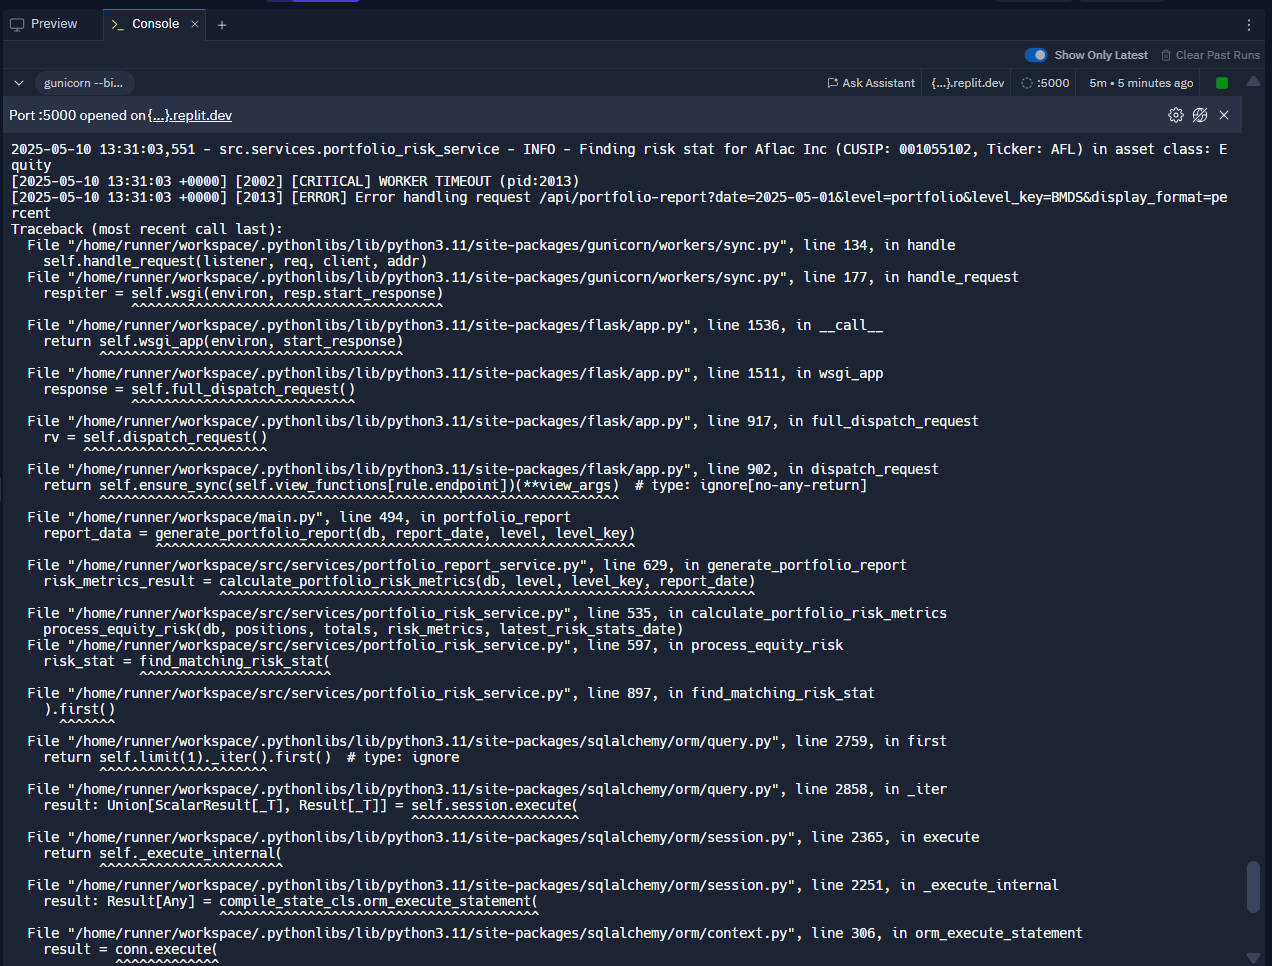 Preview
Console
Show Only Latest
Clear Past Runs
gunicorn --bi...
Ask Assistant
{...}.replit.dev
:5000
5m • 5 minutes ago
Port :5000 opened on {...}.replit.dev
2025-05-10 13:31:03,551 - src.services.portfolio_risk_service - INFO - Finding risk stat for Aflac Inc (CUSIP: 001055102, Ticker: AFL) in asset class: E
quity
[2025-05-10 13:31:03 +0000] [2002] [CRITICAL] WORKER TIMEOUT (pid:2013)
[2025-05-10 13:31:03 +0000] [2013] [ERROR] Error handling request /api/portfolio-report?date=2025-05-01&level=portfolio&level_key=BMDS&display_format=pe
rcent
Traceback (most recent call last):
  File "/home/runner/workspace/.pythonlibs/lib/python3.11/site-packages/gunicorn/workers/sync.py", line 134, in handle
    self.handle_request(listener, req, client, addr)
  File "/home/runner/workspace/.pythonlibs/lib/python3.11/site-packages/gunicorn/workers/sync.py", line 177, in handle_request
    respiter = self.wsgi(environ, resp.start_response)
               ^^^^^^^^^^^^^^^^^^^^^^^^^^^^^^^^^^^^^^^
  File "/home/runner/workspace/.pythonlibs/lib/python3.11/site-packages/flask/app.py", line 1536, in __call__
    return self.wsgi_app(environ, start_response)
           ^^^^^^^^^^^^^^^^^^^^^^^^^^^^^^^^^^^^^^
  File "/home/runner/workspace/.pythonlibs/lib/python3.11/site-packages/flask/app.py", line 1511, in wsgi_app
    response = self.full_dispatch_request()
               ^^^^^^^^^^^^^^^^^^^^^^^^^^^^
  File "/home/runner/workspace/.pythonlibs/lib/python3.11/site-packages/flask/app.py", line 917, in full_dispatch_request
    rv = self.dispatch_request()
         ^^^^^^^^^^^^^^^^^^^^^^^
  File "/home/runner/workspace/.pythonlibs/lib/python3.11/site-packages/flask/app.py", line 902, in dispatch_request
    return self.ensure_sync(self.view_functions[rule.endpoint])(**view_args)  # type: ignore[no-any-return]
           ^^^^^^^^^^^^^^^^^^^^^^^^^^^^^^^^^^^^^^^^^^^^^^^^^^^^^^^^^^^^^^^^^
  File "/home/runner/workspace/main.py", line 494, in portfolio_report
    report_data = generate_portfolio_report(db, report_date, level, level_key)
                  ^^^^^^^^^^^^^^^^^^^^^^^^^^^^^^^^^^^^^^^^^^^^^^^^^^^^^^^^^^^^
  File "/home/runner/workspace/src/services/portfolio_report_service.py", line 629, in generate_portfolio_report
    risk_metrics_result = calculate_portfolio_risk_metrics(db, level, level_key, report_date)
                          ^^^^^^^^^^^^^^^^^^^^^^^^^^^^^^^^^^^^^^^^^^^^^^^^^^^^^^^^^^^^^^^^^^^
  File "/home/runner/workspace/src/services/portfolio_risk_service.py", line 535, in calculate_portfolio_risk_metrics
    process_equity_risk(db, positions, totals, risk_metrics, latest_risk_stats_date)
  File "/home/runner/workspace/src/services/portfolio_risk_service.py", line 597, in process_equity_risk
    risk_stat = find_matching_risk_stat(
                ^^^^^^^^^^^^^^^^^^^^^^^^
  File "/home/runner/workspace/src/services/portfolio_risk_service.py", line 897, in find_matching_risk_stat
    ).first()
      ^^^^^^^
  File "/home/runner/workspace/.pythonlibs/lib/python3.11/site-packages/sqlalchemy/orm/query.py", line 2759, in first
    return self.limit(1)._iter().first()  # type: ignore
           ^^^^^^^^^^^^^^^^^^^^^
  File "/home/runner/workspace/.pythonlibs/lib/python3.11/site-packages/sqlalchemy/orm/query.py", line 2858, in _iter
    result: Union[ScalarResult[_T], Result[_T]] = self.session.execute(
                                                  ^^^^^^^^^^^^^^^^^^^^^
  File "/home/runner/workspace/.pythonlibs/lib/python3.11/site-packages/sqlalchemy/orm/session.py", line 2365, in execute
    return self._execute_internal(
           ^^^^^^^^^^^^^^^^^^^^^^^
  File "/home/runner/workspace/.pythonlibs/lib/python3.11/site-packages/sqlalchemy/orm/session.py", line 2251, in _execute_internal
    result: Result[Any] = compile_state_cls.orm_execute_statement(
                          ^^^^^^^^^^^^^^^^^^^^^^^^^^^^^^^^^^^^^^^^
  File "/home/runner/workspace/.pythonlibs/lib/python3.11/site-packages/sqlalchemy/orm/context.py", line 306, in orm_execute_statement
    result = conn.execute(
             ^^^^^^^^^^^^^